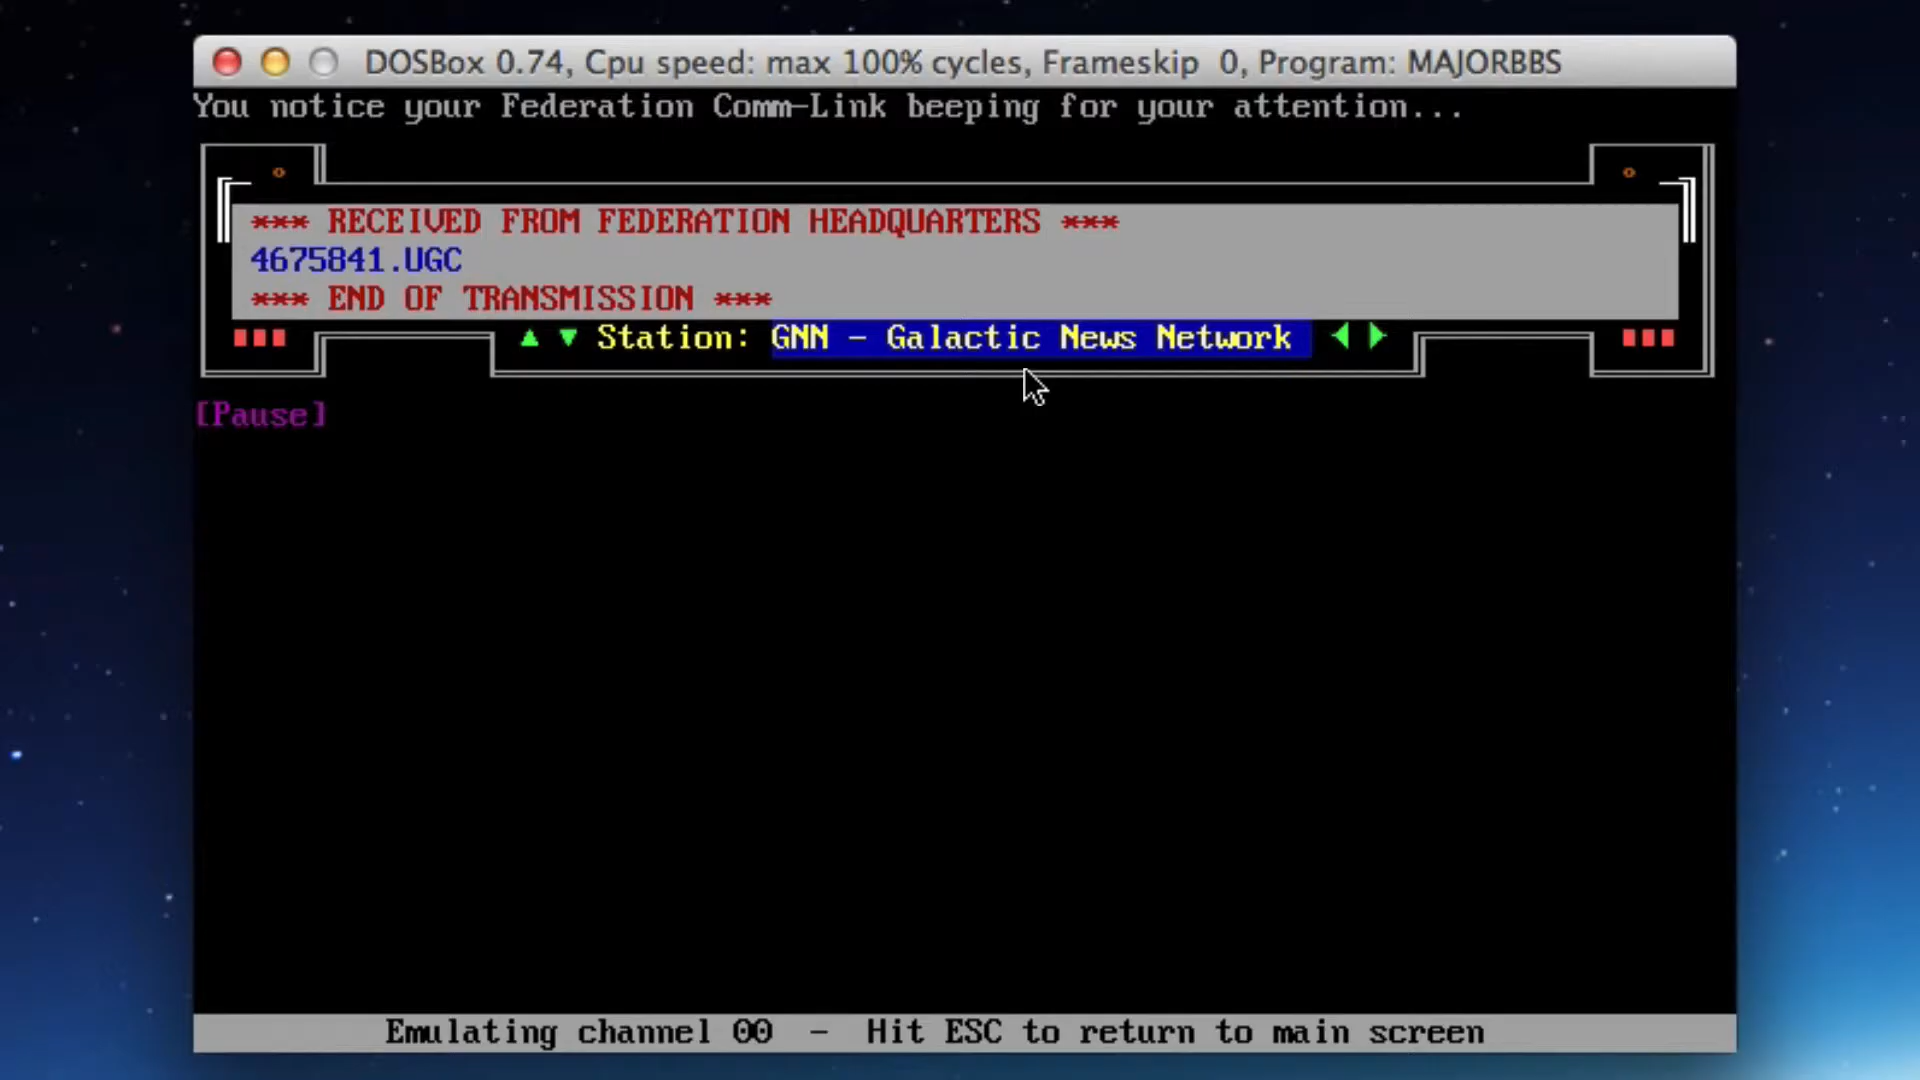 DOSBox 0.74, Cpu speed: max 100% cycles, Frameskip 0, Program: MAJORBBS
You notice your Federation Comm-Link beeping for your attention...
*** RECEIVED FROM FEDERATION HEADQUARTERS ***
4675841.UGC
*** END OF TRANSMISSION ***
Station: GNN - Galactic News Network
[Pause]
Emulating channel 00 - Hit ESC to return to main screen